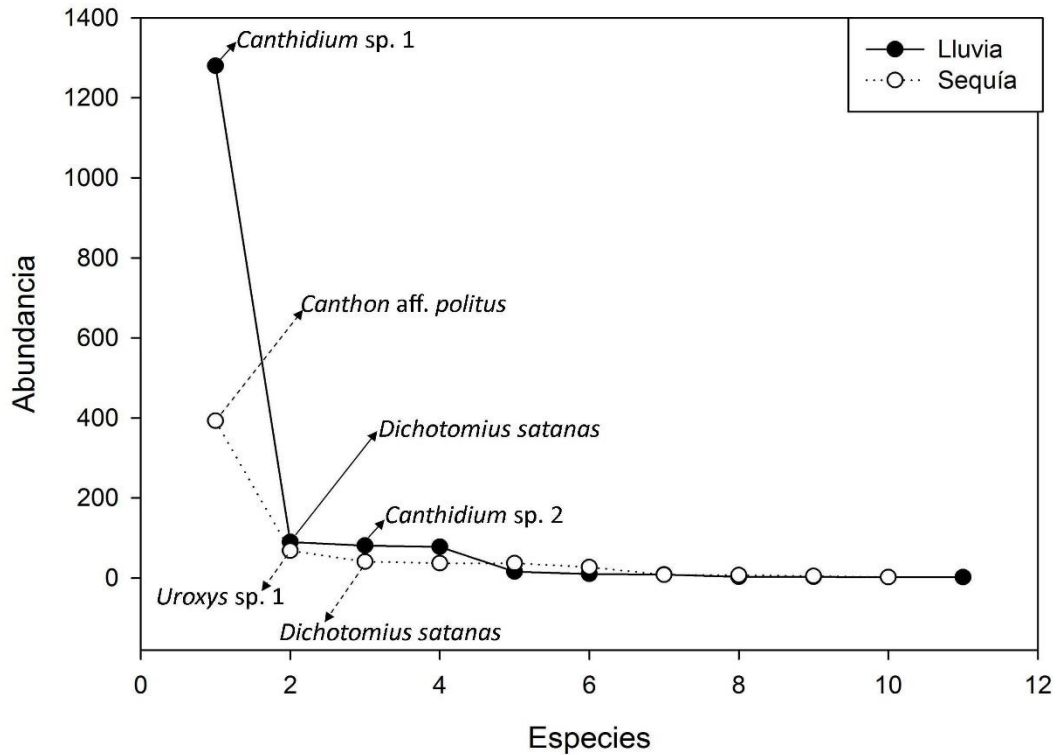 1400
1200
1000
800
600
400
200
0
Abundancia
Canthidium sp. 1
Lluvia
Sequía
Canthon aff. politus
Dichotomius satanas
Canthidium sp. 2
Uroxys sp. 1
Dichotomius satanas
0 2 4 6 8 10 12
Especies